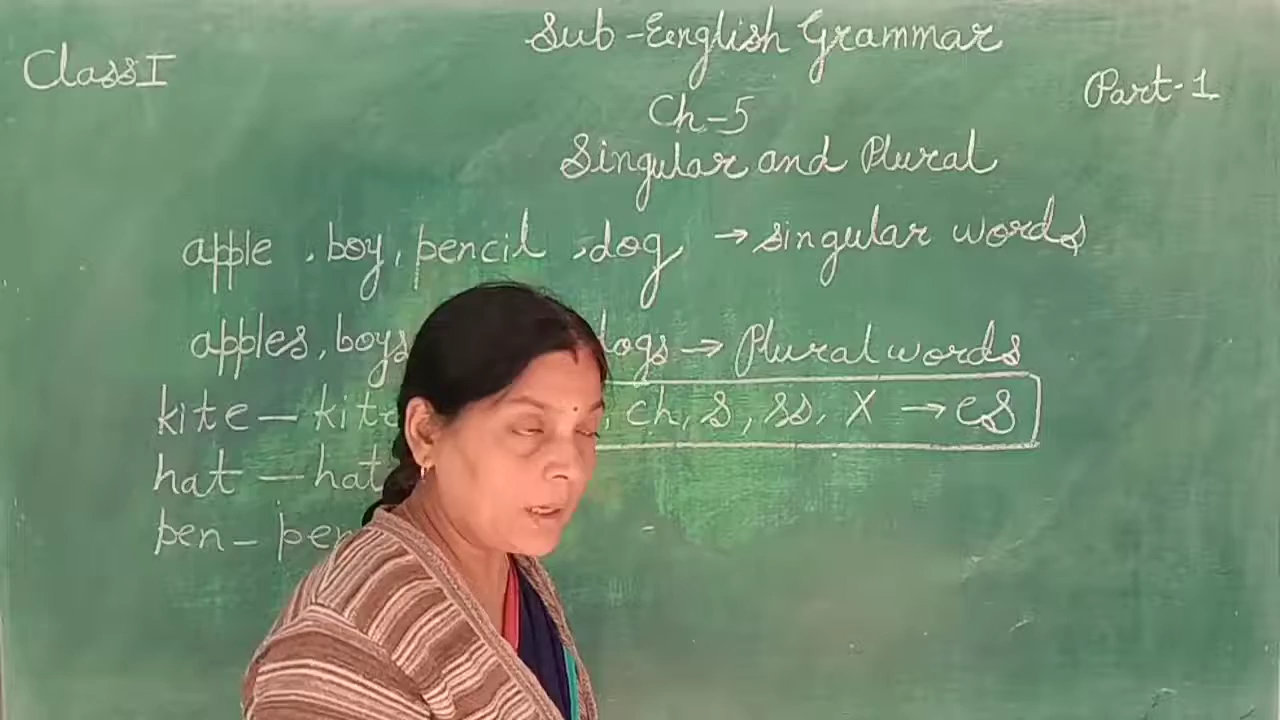 Sub-English Grammar
Class I
Part-1
Ch-5
Singular and Plural
apple, boy, pencil, dog → singular words
apples, boys dogs → Plural words
kite - kite , ch, s, ss, x → es
hat - hat
pen - pen